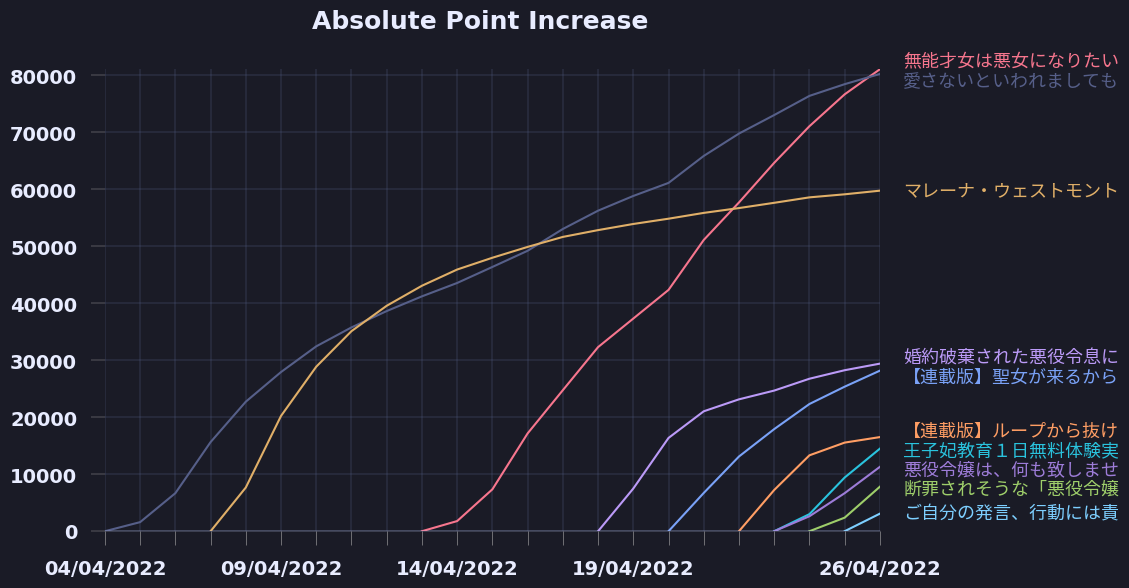 Absolute Point Increase
無能才女は悪女になりたい
愛さないといわれましても
マレーナ・ウェストモント
婚約破棄された悪役令息に
【連載版】聖女が来るから
【連載版】ループから抜け
王子妃教育１日無料体験実
悪役令嬢は、何も致しませ
断罪されそうな「悪役令嬢
ご自分の発言、行動には責
80000
70000
60000
50000
40000
30000
20000
10000
0
04/04/2022
09/04/2022
14/04/2022
19/04/2022
26/04/2022